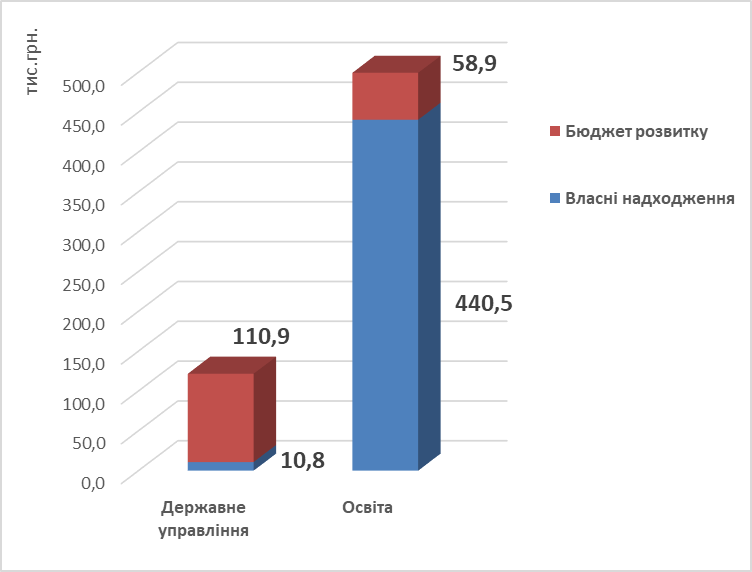 тис.грн.
500,0
450,0
400,0
350,0
300,0
250,0
200,0
150,0
100,0
50,0
0,0
58,9
440,5
110,9
10,8
Державне
управління
Освіта
Бюджет розвитку
Власні надходження